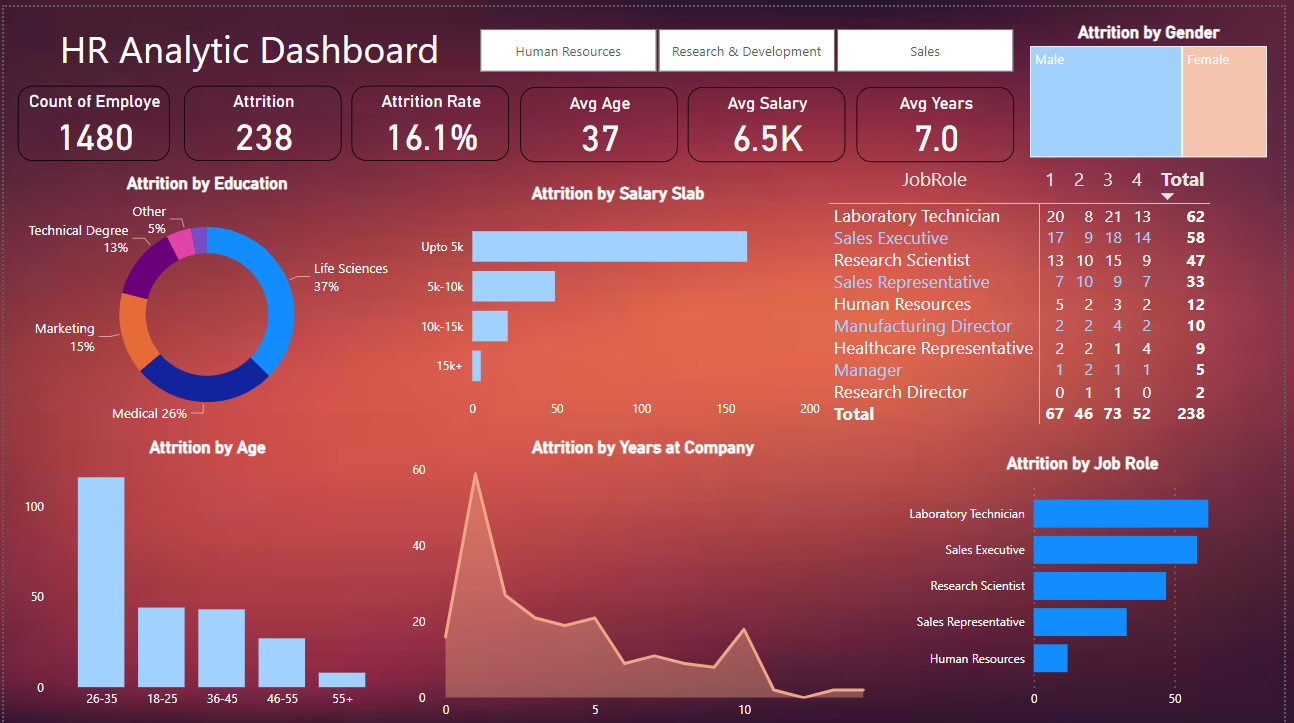 HR Analytic Dashboard
Human Resources
Research & Development
Sales
Attrition by Gender
Male
Female
Count of Employe
1480
Attrition
238
Attrition Rate
16.1%
Avg Age
37
Avg Salary
6.5K
Avg Years
7.0
Attrition by Education
Other
5%
Technical Degree
13%
Life Sciences
37%
Marketing
15%
Medical 26%
Attrition by Salary Slab
Upto 5k
5k-10k
10k-15k
15k+
0 50 100 150 200
JobRole 1 2 3 4 Total
Laboratory Technician 20 8 21 13 62
Sales Executive 17 9 18 14 58
Research Scientist 13 10 15 9 47
Sales Representative 7 10 9 7 33
Human Resources 5 2 3 2 12
Manufacturing Director 2 2 4 2 10
Healthcare Representative 2 2 1 4 9
Manager 1 2 1 1 5
Research Director 0 1 1 0 2
Total 67 46 73 52 238
Attrition by Age
100
50
0
26-35 18-25 36-45 46-55 55+
Attrition by Years at Company
60
40
20
0
0 5 10
Attrition by Job Role
Laboratory Technician
Sales Executive
Research Scientist
Sales Representative
Human Resources
0 50